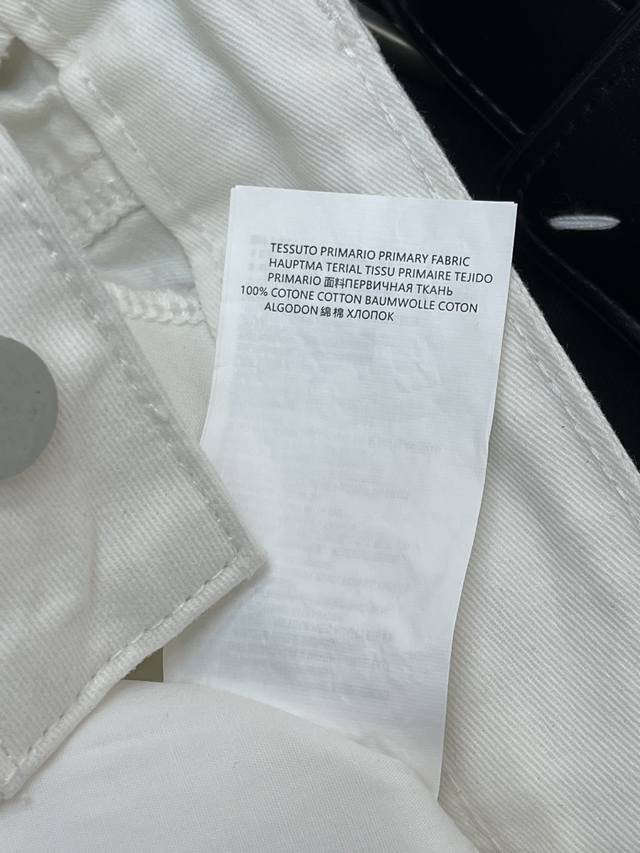 TESSUTO PRIMARIO PRIMARY FABRIC
HAUPTMA TERIAL TISSU PRIMAIRE TEJIDO
PRIMARIO 面料ПЕРВИЧНАЯ ТКАНЬ
100% COTONE COTTON BAUMWOLLE COTON
ALGODON 綿 棉 ХЛОПОК